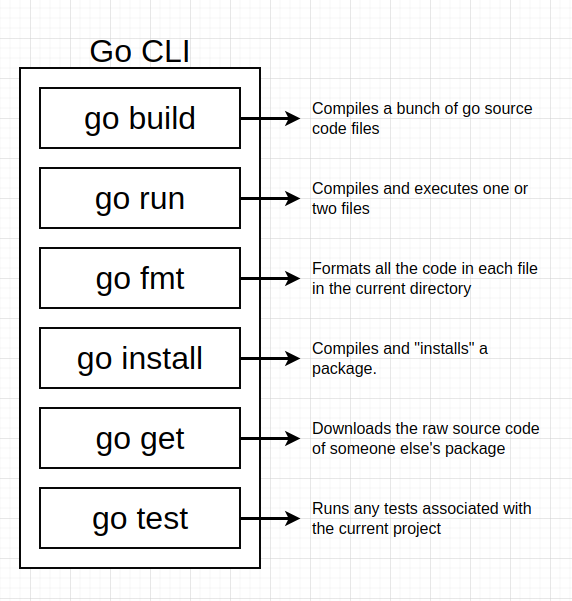 Go CLI
go build
Compiles a bunch of go source
code files
go run
Compiles and executes one or
two files
go fmt
Formats all the code in each file
in the current directory
go install
Compiles and "installs" a
package.
go get
Downloads the raw source code
of someone else's package
go test
Runs any tests associated with
the current project